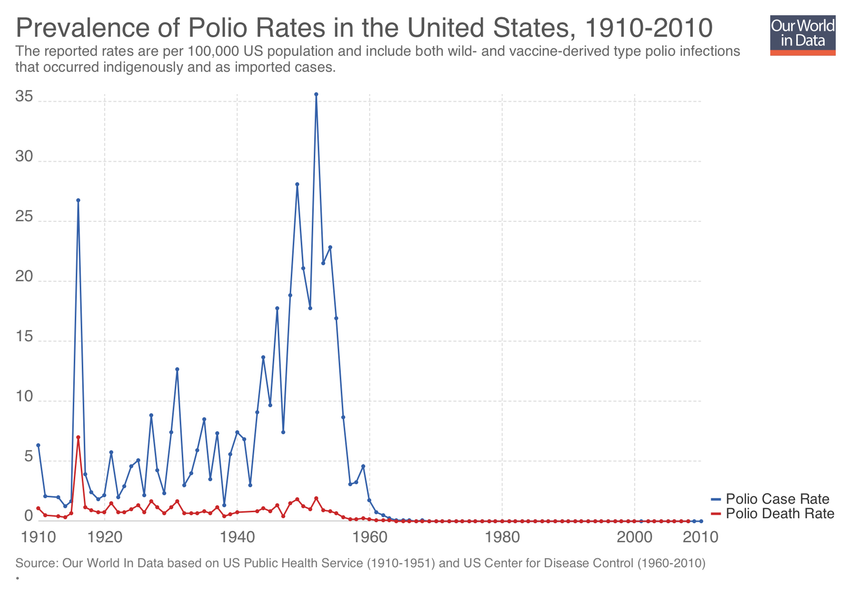 Prevalence of Polio Rates in the United States, 1910-2010
Our World
in Data
The reported rates are per 100,000 US population and include both wild- and vaccine-derived type polio infections
that occurred indigenously and as imported cases.
35
30
25
20
15
10
5
0
1910
1920
1940
1960
1980
2000
2010
Polio Case Rate
Polio Death Rate
Source: Our World In Data based on US Public Health Service (1910-1951) and US Center for Disease Control (1960-2010)
•